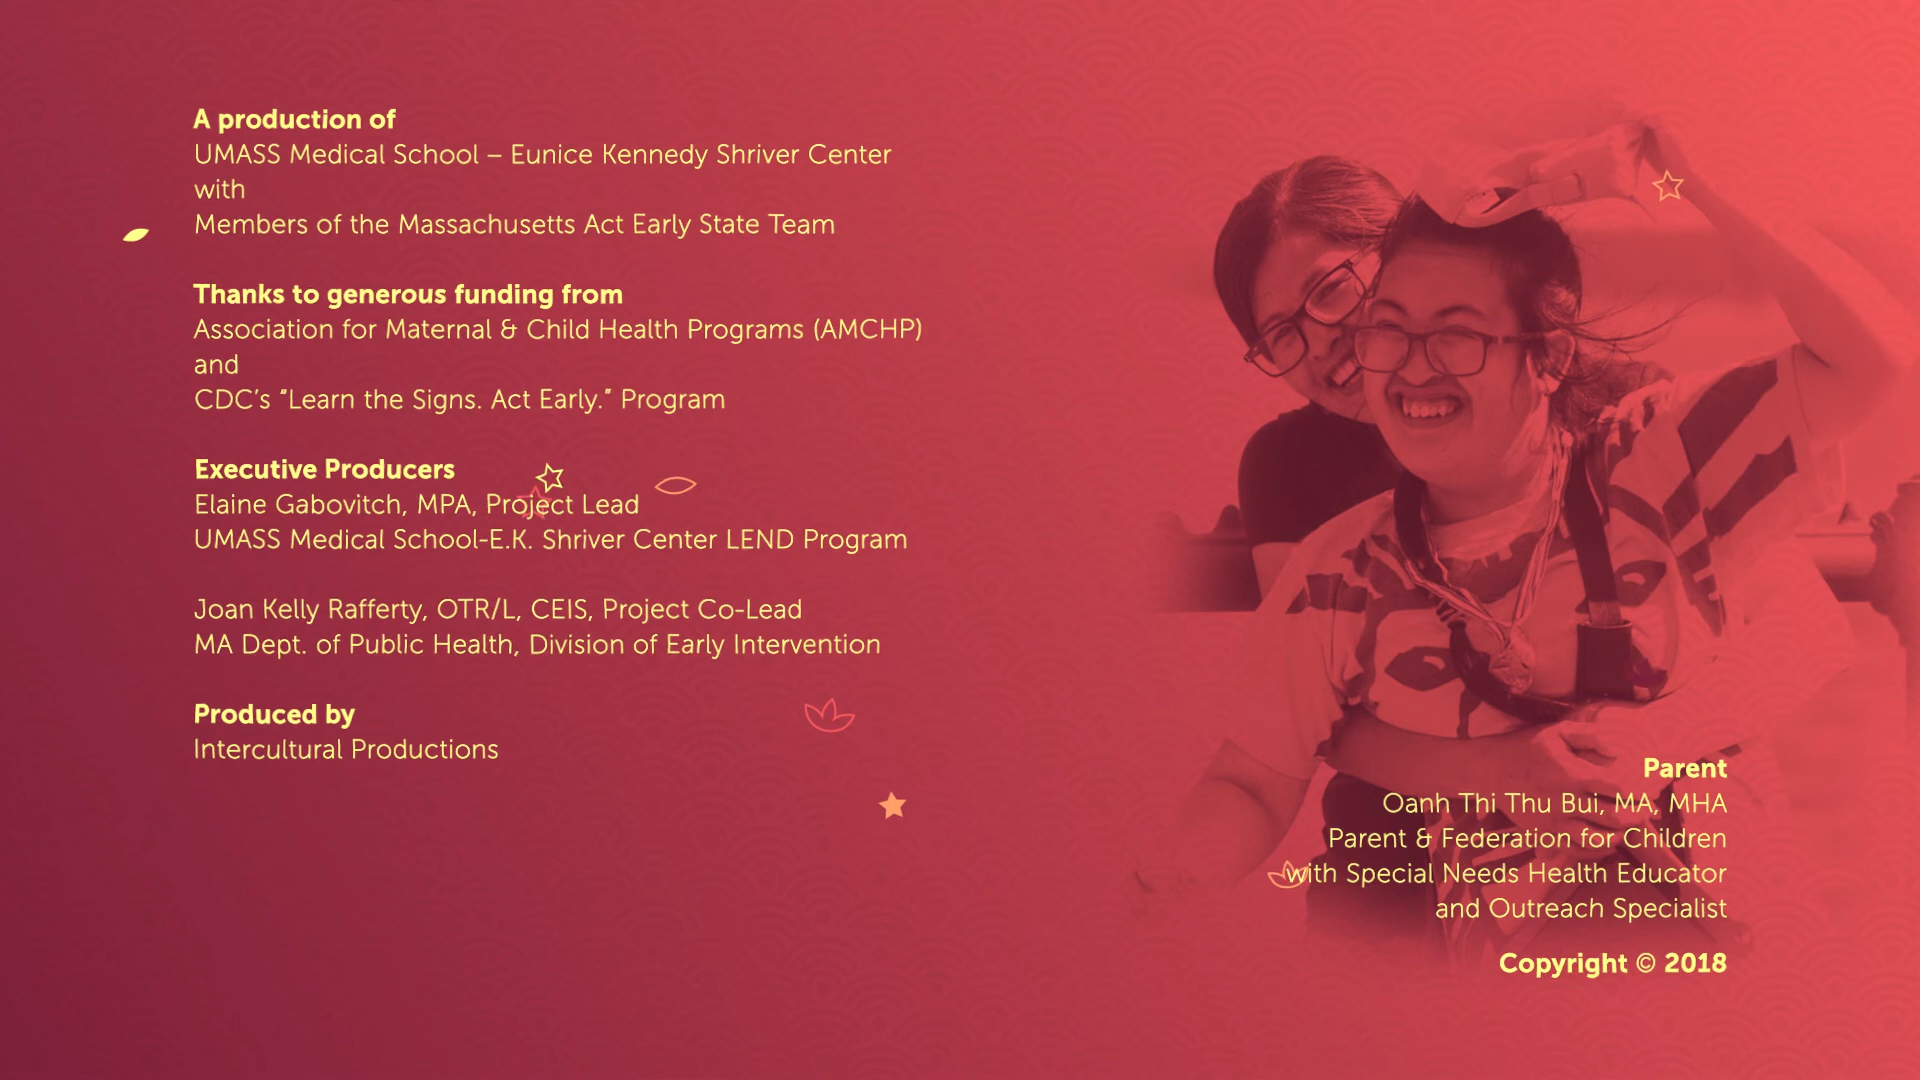 A production of
UMASS Medical School – Eunice Kennedy Shriver Center
with
Members of the Massachusetts Act Early State Team
Thanks to generous funding from
Association for Maternal & Child Health Programs (AMCHP)
and
CDC’s “Learn the Signs. Act Early.” Program
Executive Producers
Elaine Gabovitch, MPA, Project Lead
UMASS Medical School-E.K. Shriver Center LEND Program
Joan Kelly Rafferty, OTR/L, CEIS, Project Co-Lead
MA Dept. of Public Health, Division of Early Intervention
Produced by
Intercultural Productions
Parent
Oanh Thi Thu Bui, MA, MHA
Parent & Federation for Children
with Special Needs Health Educator
and Outreach Specialist
Copyright © 2018